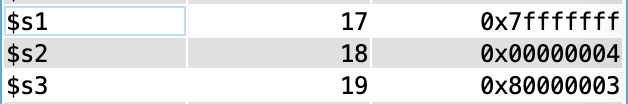 $s1 17 0x7fffffff
$s2 18 0x00000004
$s3 19 0x80000003